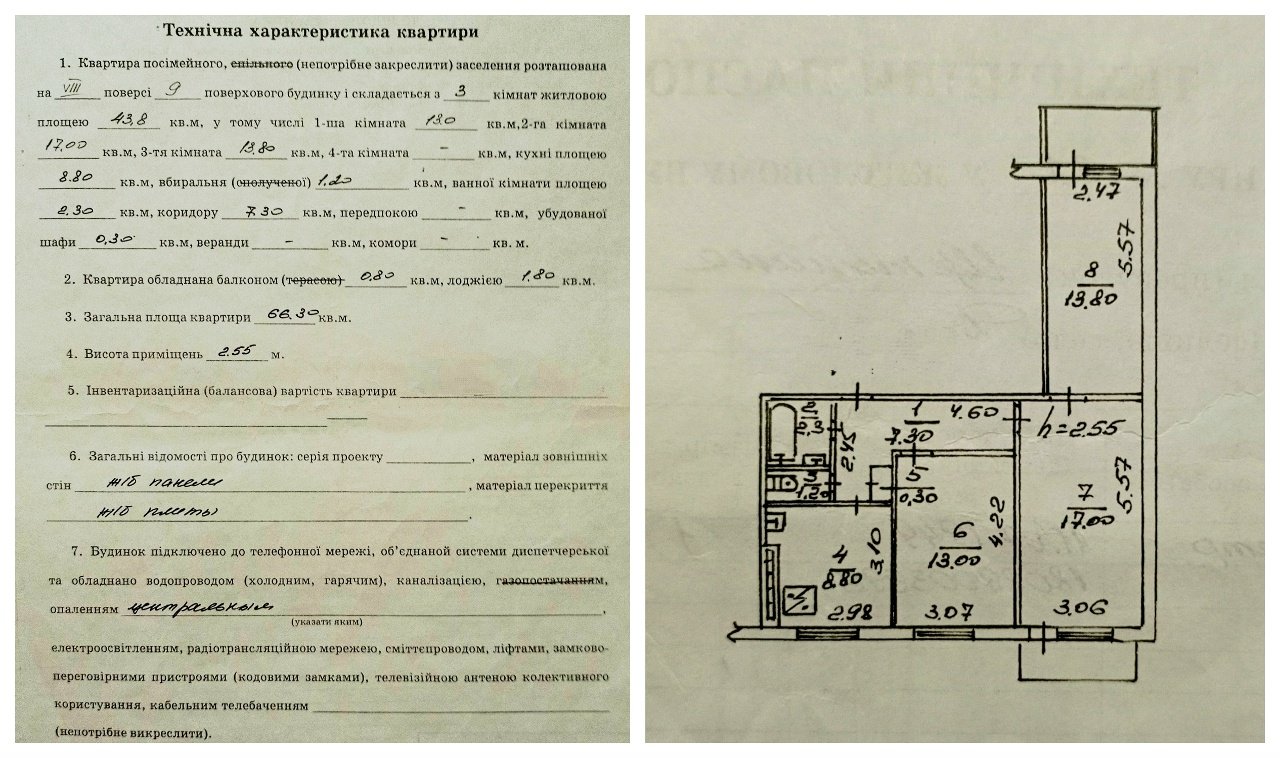 Технічна характеристика квартири
1. Квартира посімейного, спільного (непотрібне закреслити) заселення розташована
на VIII поверсі 9 поверхового будинку і складається з 3 кімнат житловою
площею 43,8 кв.м, у тому числі 1-ша кімната 13.0 кв.м,2-га кімната
17.00 кв.м, 3-тя кімната 13.80 кв.м, 4-та кімната - кв.м, кухні площею
8.80 кв.м, вбиральня (сполученої) 1.20 кв.м, ванної кімнати площею
2.30 кв.м, коридору 7.30 кв.м, передпокою - кв.м, убудованої
шафи 0,30 кв.м, веранди - кв.м, комори - кв. м.
2. Квартира обладнана балконом (терасою) 0,80 кв.м, лоджією 1.80 кв.м.
3. Загальна площа квартири 66.30 кв.м.
4. Висота приміщень 2.55 м.
5. Інвентаризаційна (балансова) вартість квартири
6. Загальні відомості про будинок: серія проекту , матеріал зовнішніх
стін ж/б панели , матеріал перекриття
ж/б плиты .
7. Будинок підключено до телефонної мережі, об'єднаної системи диспетчерської
та обладнано водопроводом (холодним, гарячим), каналізацією, газопостачанням,
опаленням центральным ,
(указати яким)
електроосвітленням, радіотрансляційною мережею, сміттєпроводом, ліфтами, замково-
переговірними пристроями (кодовими замками), телевізійною антеною колективного
користування, кабельним телебаченням
(непотрібне викреслити).
2.47
5.57
8
13.80
2
2,3
1
7.30
4.60
h=2.55
2.45
3
1.20
5
0,30
7
17.00
5.57
4
8.80
3,10
6
13.00
4.22
2.98
3.07
3.06